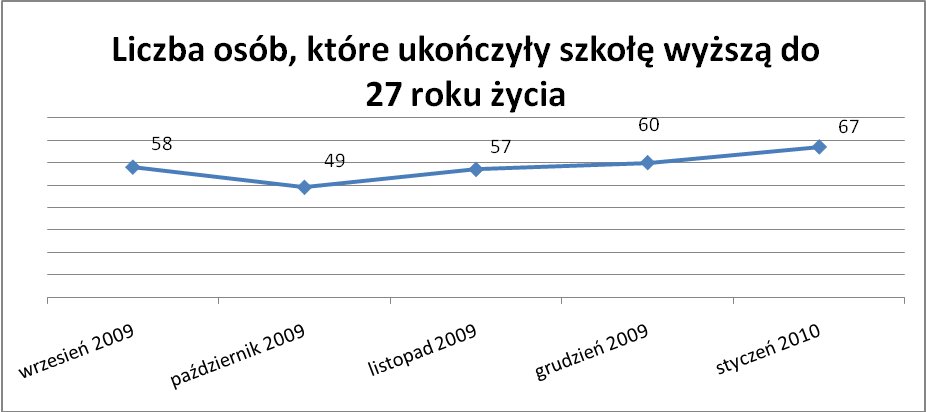 Liczba osób, które ukończyły szkołę wyższą do
27 roku życia
58
49
57
60
67
wrzesień 2009
październik 2009
listopad 2009
grudzień 2009
styczeń 2010